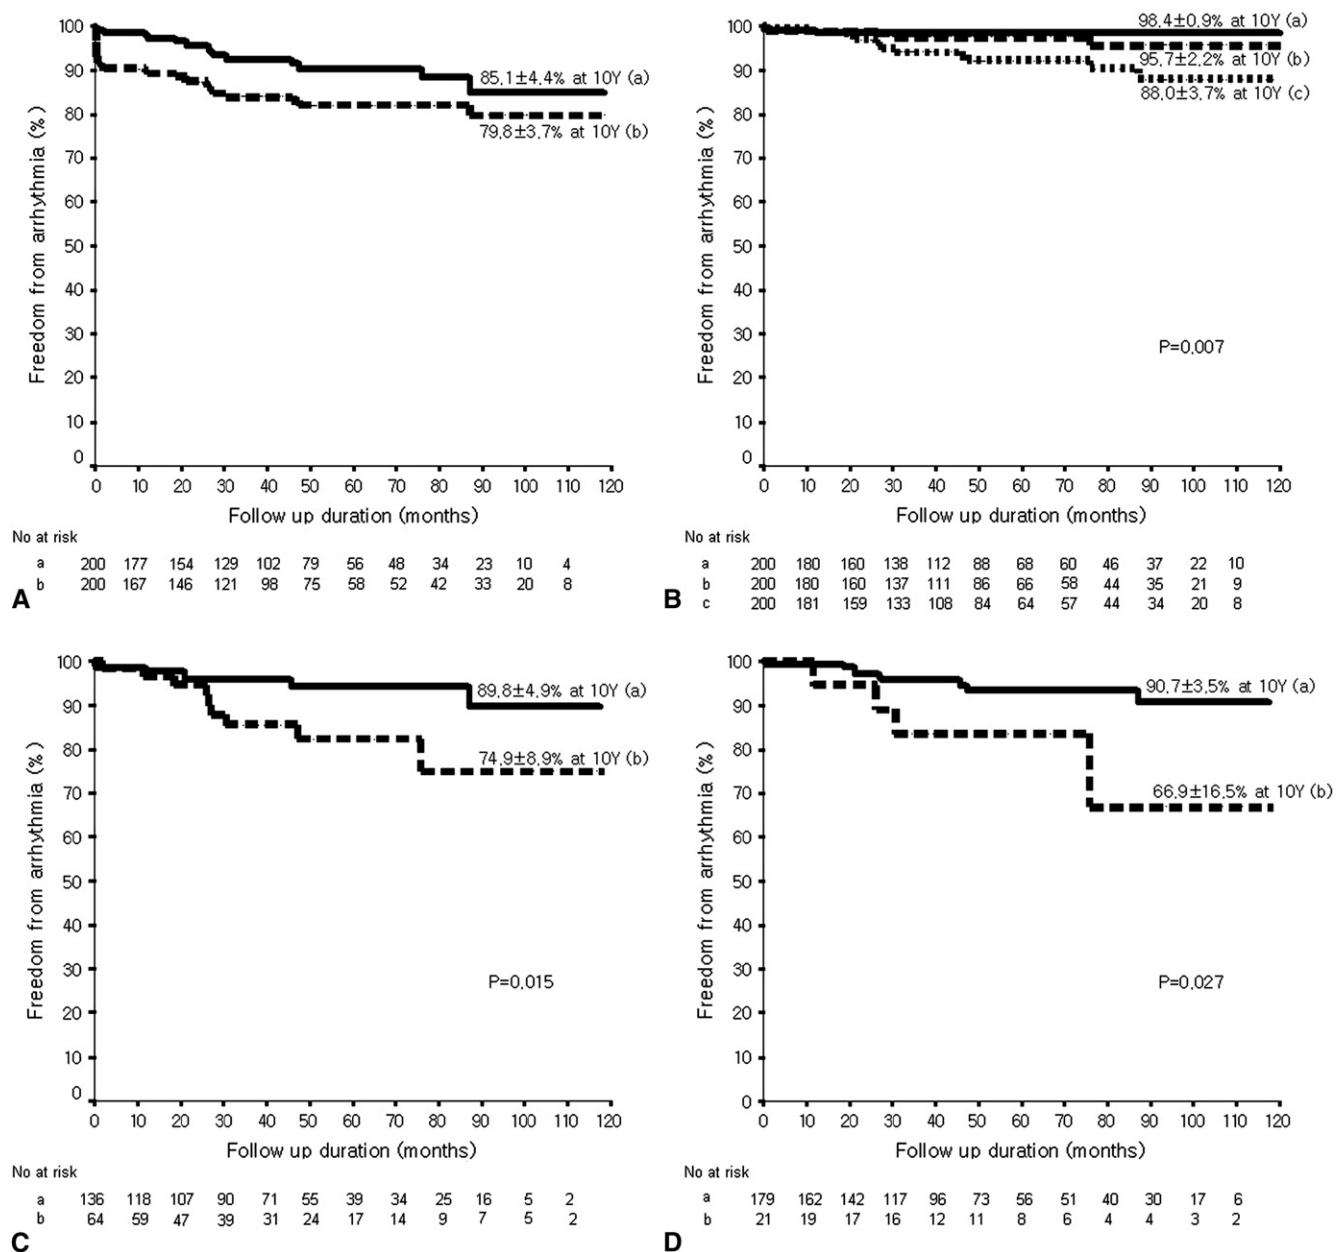 100
90
80
70
60
50
40
30
20
10
0
Freedom from arrhythmia (%)
85.1±4.4% at 10Y (a)
79.8±3.7% at 10Y (b)
0 10 20 30 40 50 60 70 80 90 100 110 120
Follow up duration (months)
No at risk
a 200 177 154 129 102 79 56 48 34 23 10 4
b 200 167 146 121 98 75 58 52 42 33 20 8
A
100
90
80
70
60
50
40
30
20
10
0
Freedom from arrhythmia (%)
98.4±0.9% at 10Y (a)
95.7±2.2% at 10Y (b)
88.0±3.7% at 10Y (c)
P=0.007
0 10 20 30 40 50 60 70 80 90 100 110 120
Follow up duration (months)
No at risk
a 200 180 160 138 112 88 68 60 46 37 22 10
b 200 180 160 137 111 86 66 58 44 35 21 9
c 200 181 159 133 108 84 64 57 44 34 20 8
B
100
90
80
70
60
50
40
30
20
10
0
Freedom from arrhythmia (%)
89.8±4.9% at 10Y (a)
74.9±8.9% at 10Y (b)
P=0.015
0 10 20 30 40 50 60 70 80 90 100 110 120
Follow up duration (months)
No at risk
a 136 118 107 90 71 55 39 34 25 16 5 2
b 64 59 47 39 31 24 17 14 9 7 5 2
C
100
90
80
70
60
50
40
30
20
10
0
Freedom from arrhythmia (%)
90.7±3.5% at 10Y (a)
66.9±16.5% at 10Y (b)
P=0.027
0 10 20 30 40 50 60 70 80 90 100 110 120
Follow up duration (months)
No at risk
a 179 162 142 117 96 73 56 51 40 30 17 6
b 21 19 17 16 12 11 8 6 4 4 3 2
D